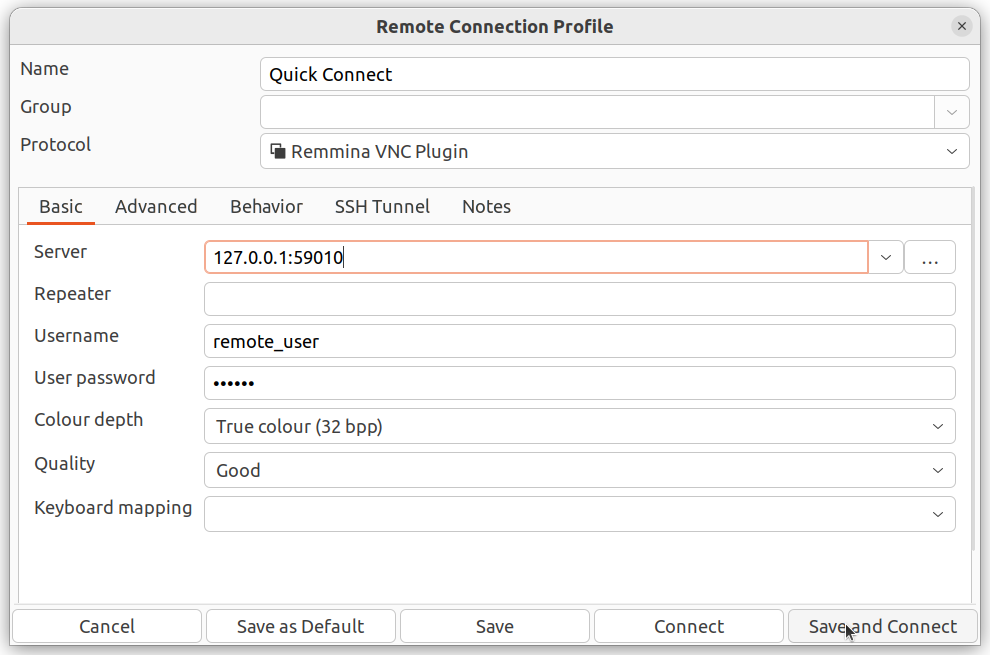 Remote Connection Profile
Name Quick Connect
Group
Protocol Remmina VNC Plugin
Basic Advanced Behavior SSH Tunnel Notes
Server 127.0.0.1:59010 ...
Repeater
Username remote_user
User password ••••••
Colour depth True colour (32 bpp)
Quality Good
Keyboard mapping
Cancel Save as Default Save Connect Save and Connect